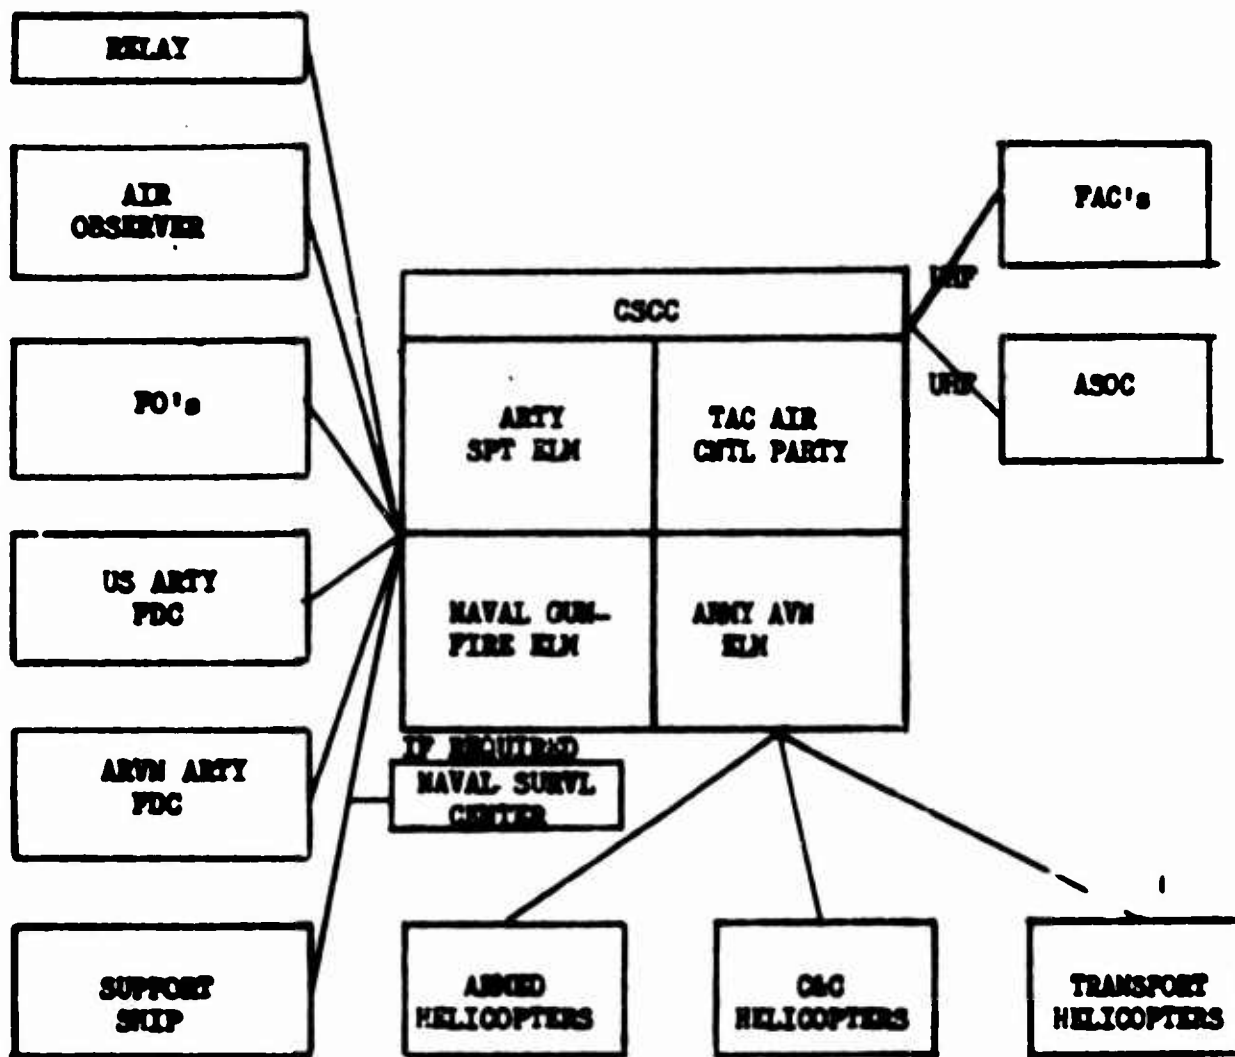 RELAY
AIR
OBSERVER
FO's
US ARTY
FDC
ARVN ARTY
FDC
SUPPORT
SHIP
CSCC
ARTY
SPT ELM
TAC AIR
CNTL PARTY
NAVAL GUN-
FIRE ELM
ARMY AVN
ELM
IF REQUIRED
NAVAL SURVL
CENTER
UHF
UHF
FAC's
ASOC
ARMED
HELICOPTERS
C&C
HELICOPTERS
TRANSPORT
HELICOPTERS